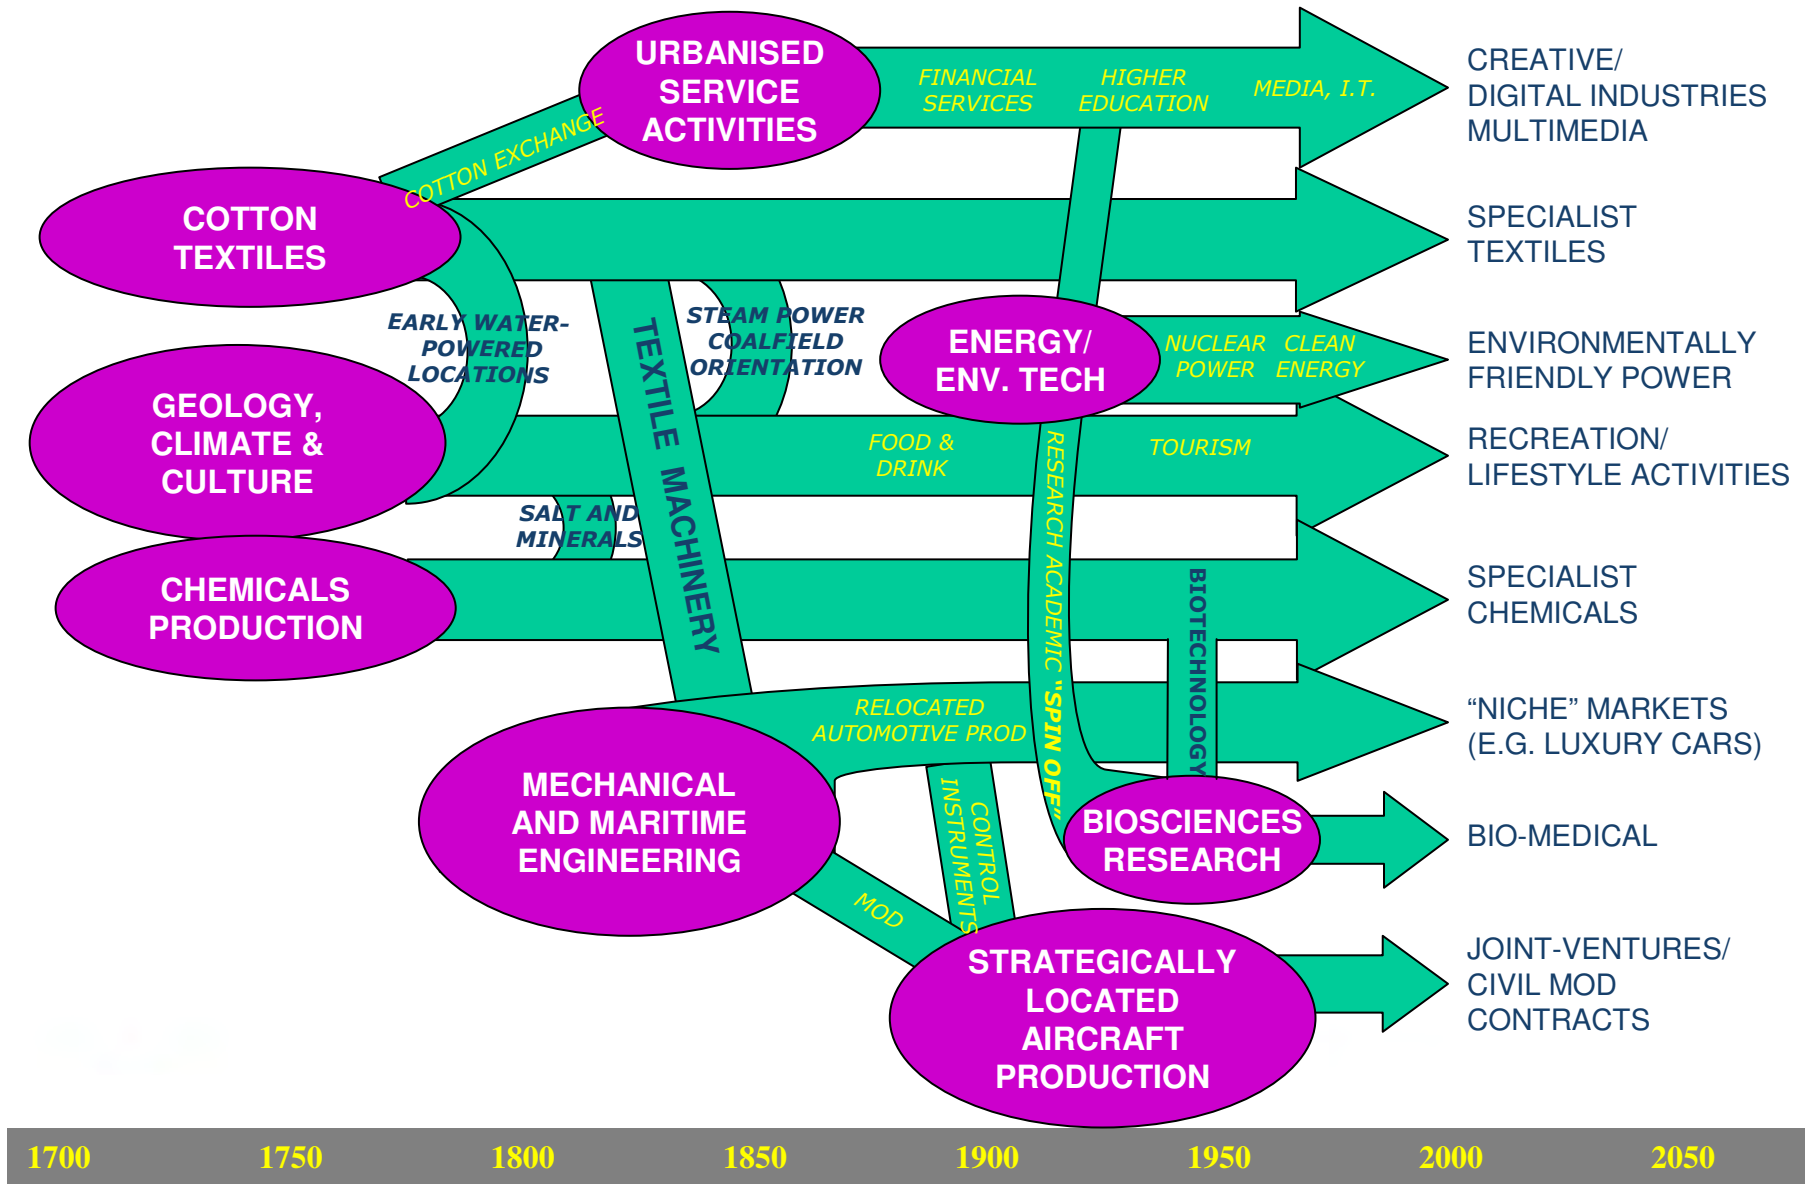 URBANISED
SERVICE
ACTIVITIES
FINANCIAL
SERVICES
HIGHER
EDUCATION
MEDIA, I.T.
CREATIVE/
DIGITAL INDUSTRIES
MULTIMEDIA
COTTON EXCHANGE
COTTON
TEXTILES
SPECIALIST
TEXTILES
EARLY WATER-
POWERED
LOCATIONS
TEXTILE MACHINERY
STEAM POWER
COALFIELD
ORIENTATION
ENERGY/
ENV. TECH
NUCLEAR
POWER
CLEAN
ENERGY
ENVIRONMENTALLY
FRIENDLY POWER
GEOLOGY,
CLIMATE &
CULTURE
FOOD &
DRINK
RESEARCH ACADEMIC “SPIN OFF”
TOURISM
RECREATION/
LIFESTYLE ACTIVITIES
SALT AND
MINERALS
CHEMICALS
PRODUCTION
BIOTECHNOLOGY
SPECIALIST
CHEMICALS
RELOCATED
AUTOMOTIVE PROD
“NICHE” MARKETS
(E.G. LUXURY CARS)
MECHANICAL
AND MARITIME
ENGINEERING
CONTROL
INSTRUMENTS
BIOSCIENCES
RESEARCH
BIO-MEDICAL
MOD
STRATEGICALLY
LOCATED
AIRCRAFT
PRODUCTION
JOINT-VENTURES/
CIVIL MOD
CONTRACTS
1700 1750 1800 1850 1900 1950 2000 2050